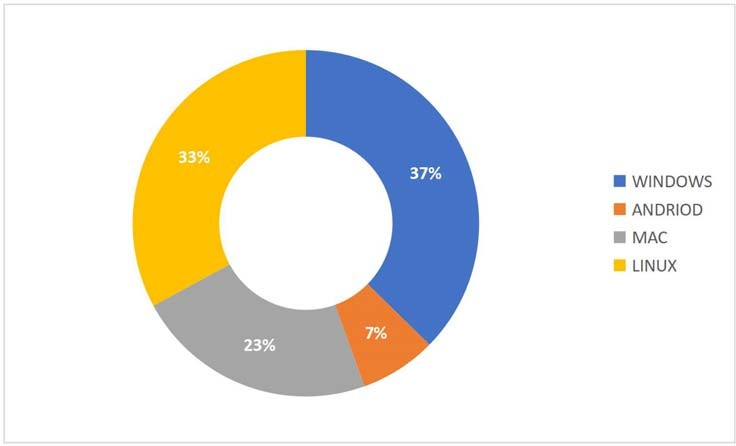 33%
37%
7%
23%
WINDOWS
ANDRIOD
MAC
LINUX